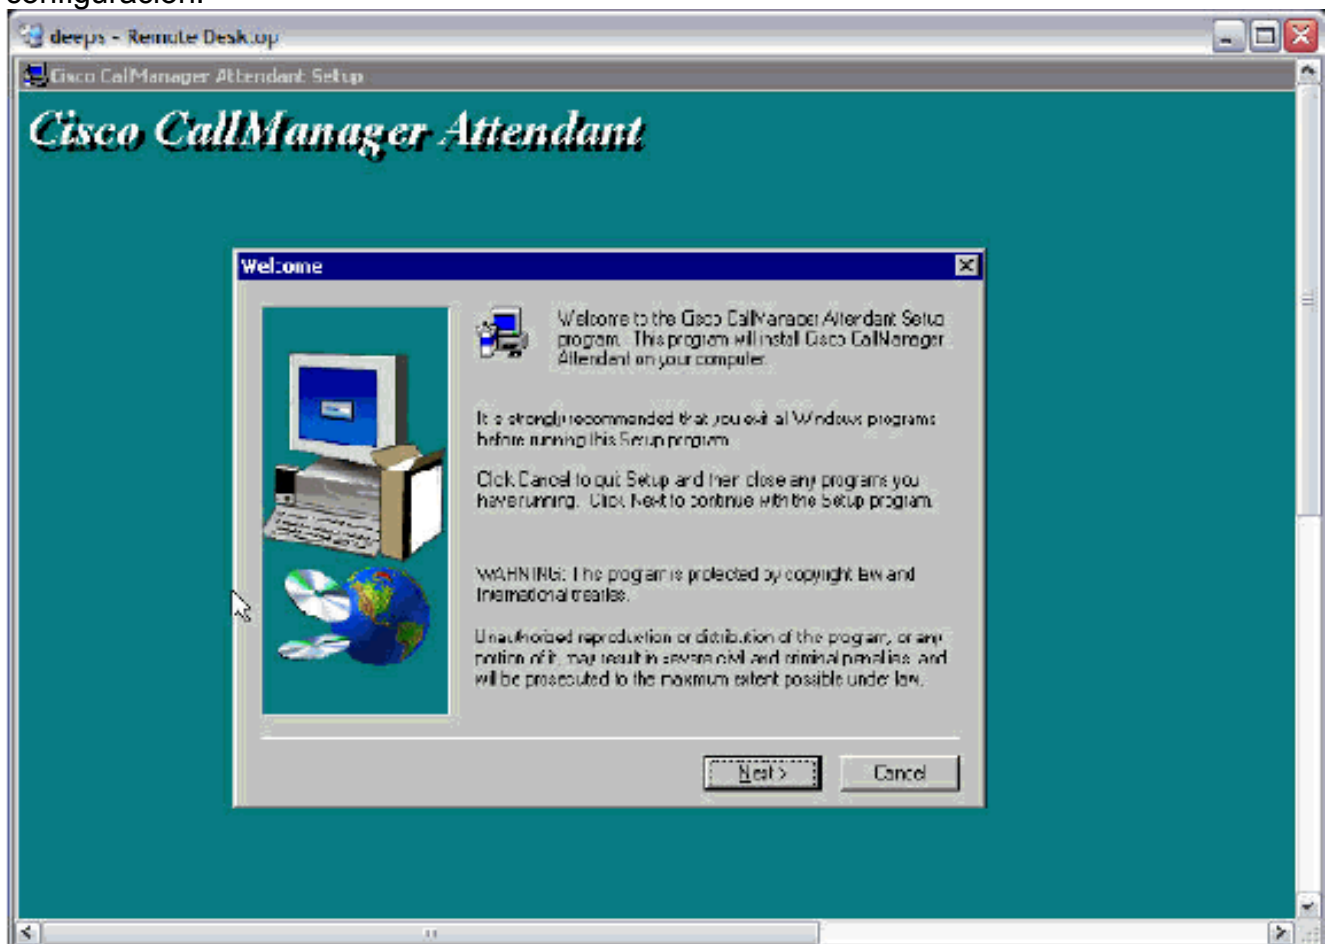 configuración.
deeps - Remote Desktop
Cisco CallManager Attendant Setup
Cisco CallManager Attendant
Welcome
Welcome to the Cisco CallManager Attendant Setup
program. This program will install Cisco CallManager
Attendant on your computer.
It is strongly recommended that you exit all Windows programs
before running this Setup program.
Click Cancel to quit Setup and then close any programs you
have running. Click Next to continue with the Setup program.
WARNING: This program is protected by copyright law and
international treaties.
Unauthorized reproduction or distribution of this program, or any
portion of it, may result in severe civil and criminal penalties, and
will be prosecuted to the maximum extent possible under law.
Next >
Cancel